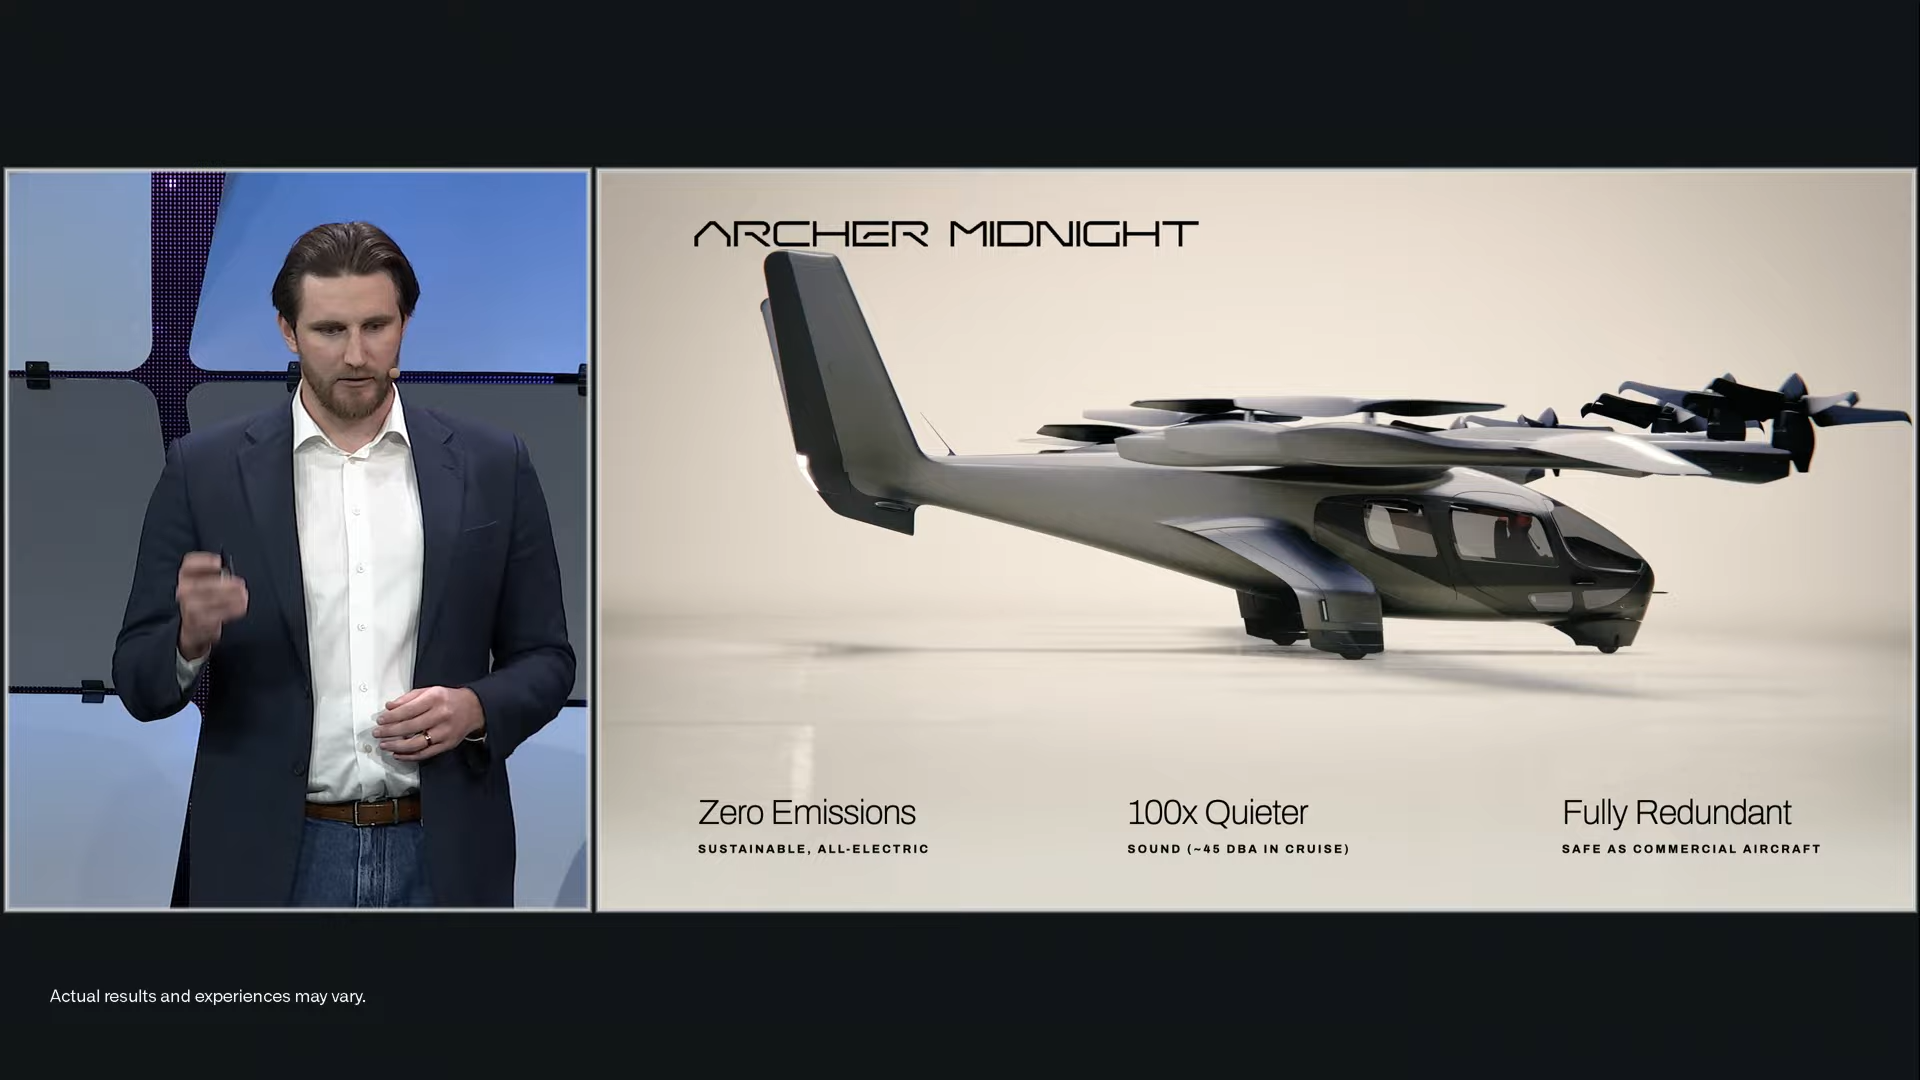 ARCHER MIDNIGHT
Zero Emissions
SUSTAINABLE, ALL-ELECTRIC
100x Quieter
SOUND (~45 DBA IN CRUISE)
Fully Redundant
SAFE AS COMMERCIAL AIRCRAFT
Actual results and experiences may vary.